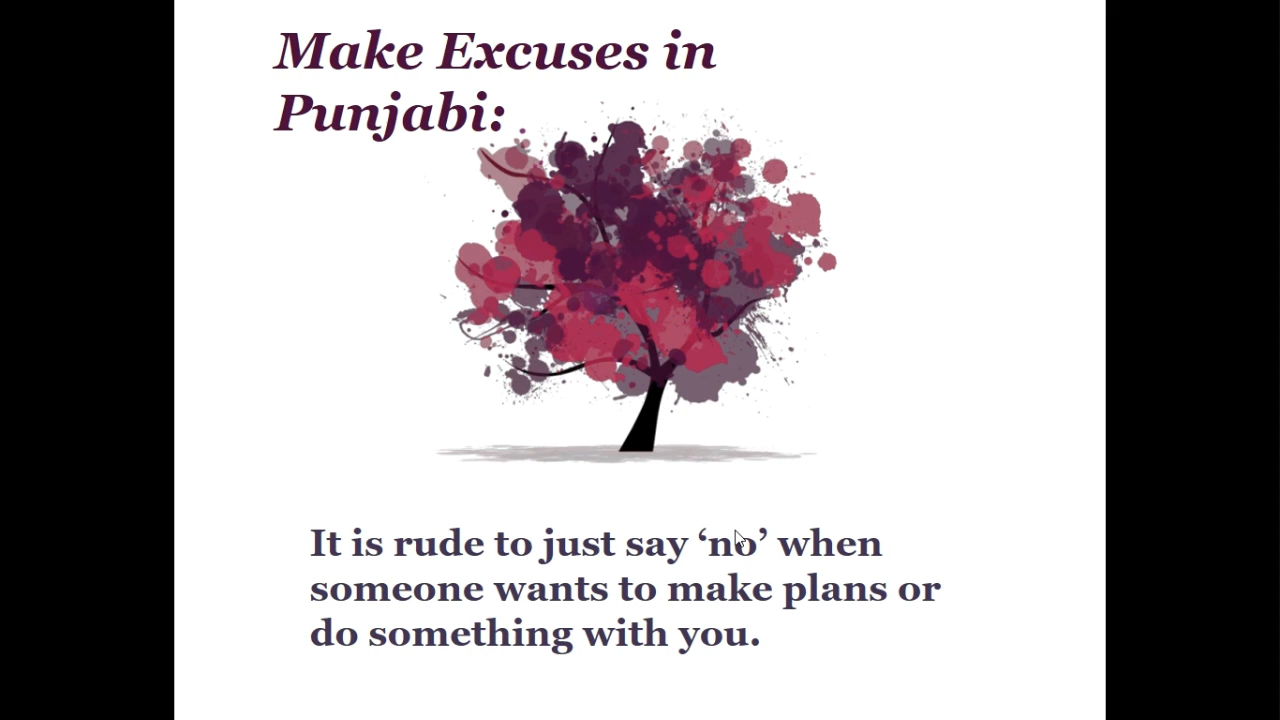 Make Excuses in
Punjabi:
It is rude to just say ‘no’ when
someone wants to make plans or
do something with you.